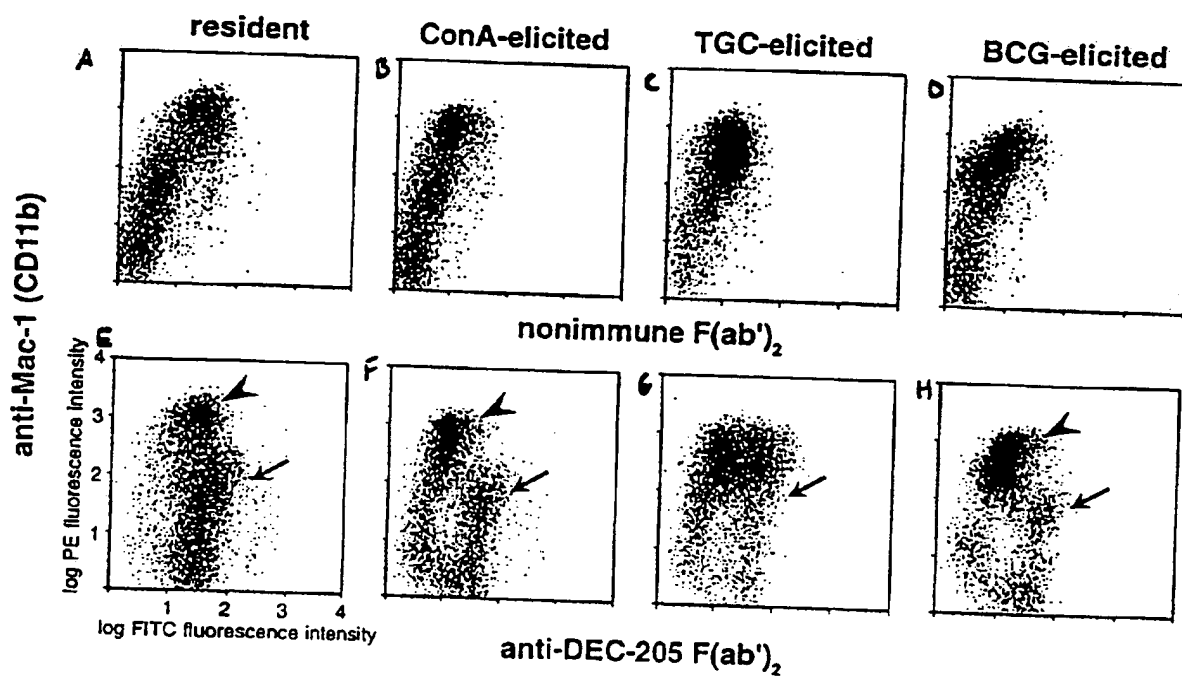 resident
ConA-elicited
TGC-elicited
BCG-elicited
A
B
C
D
anti-Mac-1 (CD11b)
nonimmune F(ab')₂
E
F
G
H
log PE fluorescence intensity
4
3
2
1
1 2 3 4
log FITC fluorescence intensity
anti-DEC-205 F(ab')₂